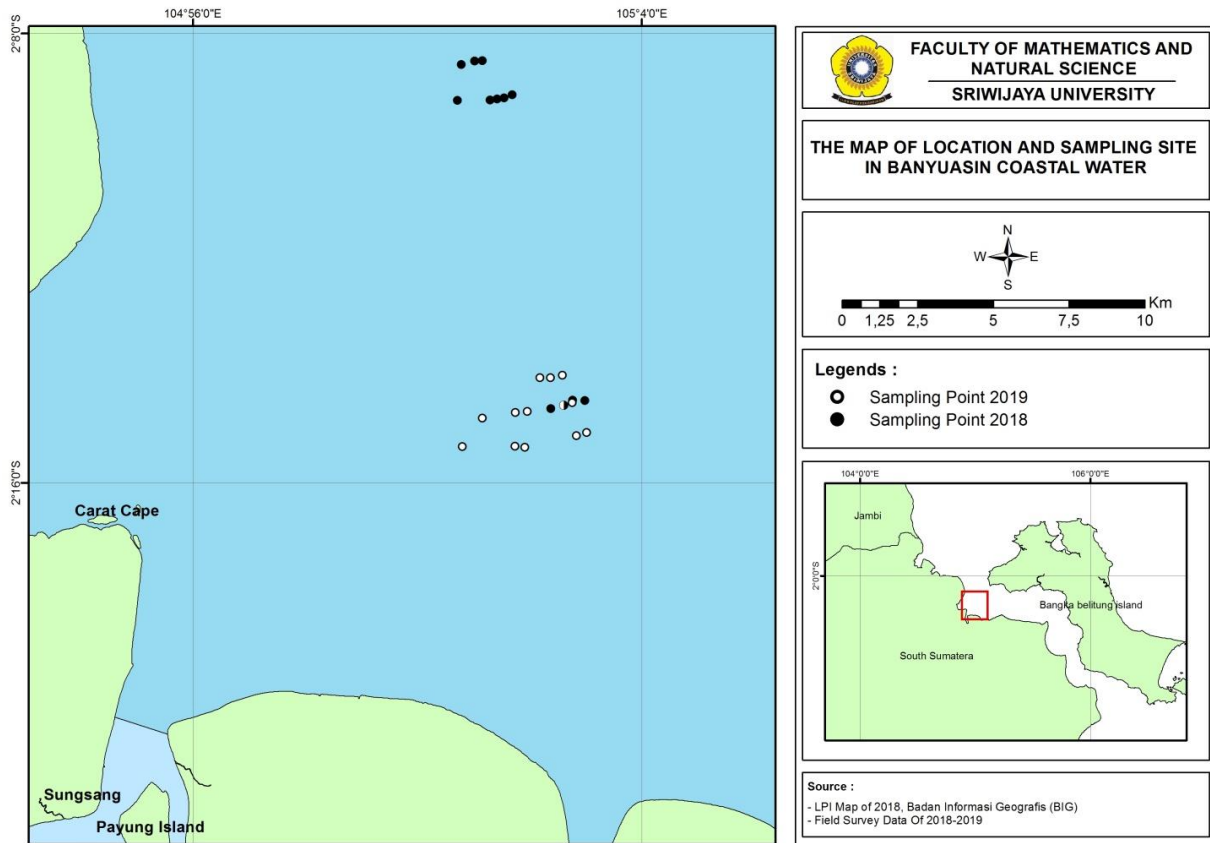 104°56'0"E
105°4'0"E
2°8'0"S
2°16'0"S
Carat Cape
Sungsang
Payung Island
FACULTY OF MATHEMATICS AND
NATURAL SCIENCE
SRIWIJAYA UNIVERSITY
THE MAP OF LOCATION AND SAMPLING SITE
IN BANYUASIN COASTAL WATER
N
W
E
S
Km
0 1,25 2,5 5 7,5 10
Legends :
Sampling Point 2019
Sampling Point 2018
104°0'0"E
106°0'0"E
2°0'0"S
Jambi
Bangka belitung island
South Sumatera
Source :
- LPI Map of 2018, Badan Informasi Geografis (BIG)
- Field Survey Data Of 2018-2019